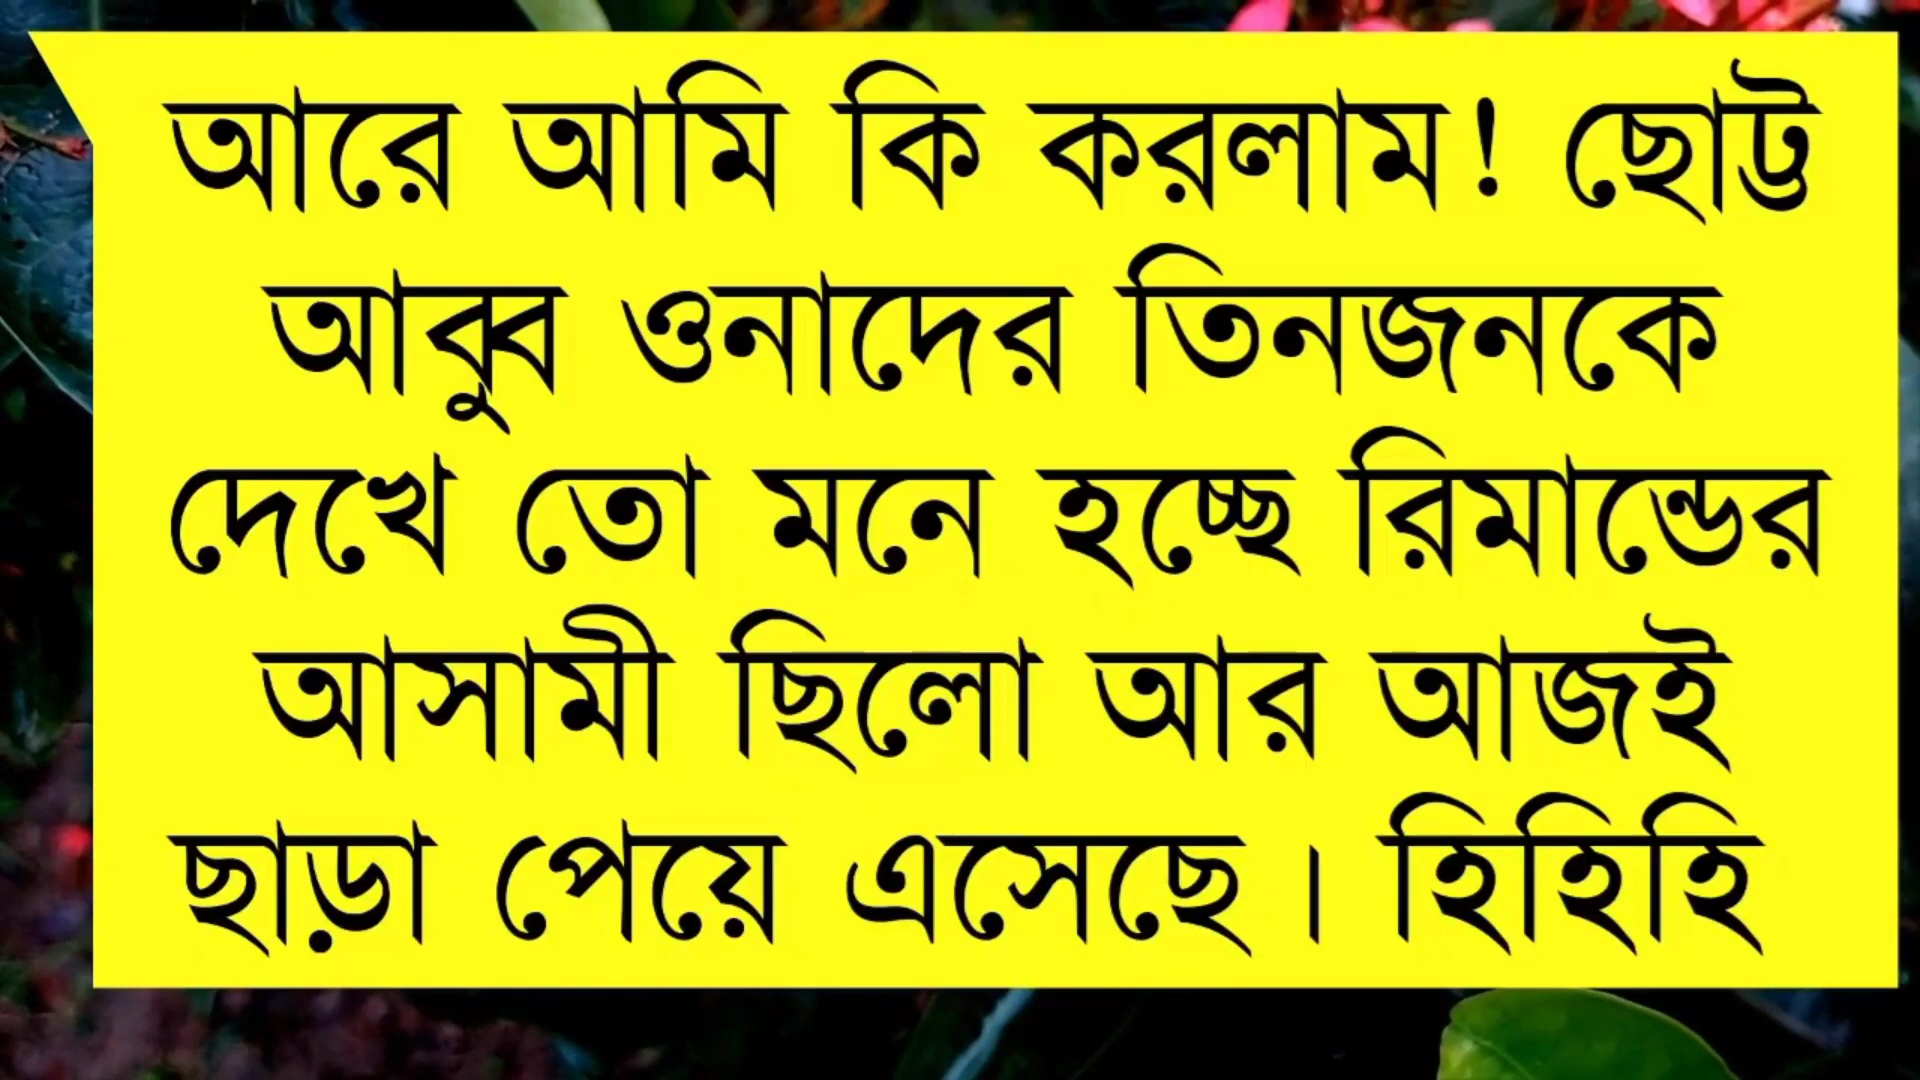 আরে আমি কি করলাম! ছোট্ট
আব্বুব ওনাদের তিনজনকে
দেখে তো মনে হচ্ছে রিমান্ডের
আসামী ছিলো আর আজই
ছাড়া পেয়ে এসেছে। হিহিহি